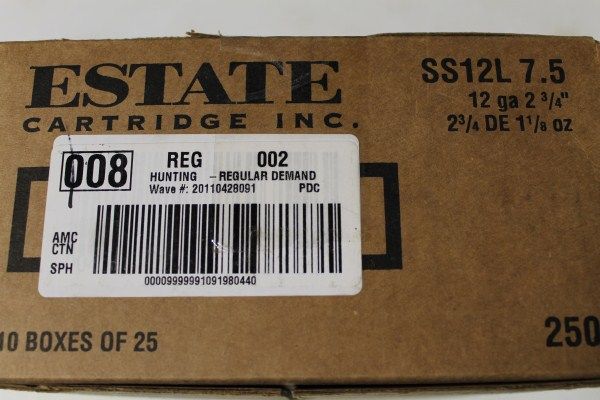 ESTATE
CARTRIDGE INC.
SS12L 7.5
12 ga 2 3/4"
2 3/4 DE 1 1/8 oz
008
REG 002
HUNTING - REGULAR DEMAND
Wave #: 20110428091 PDC
AMC
CTN
SPH
00009999991091980440
10 BOXES OF 25
250